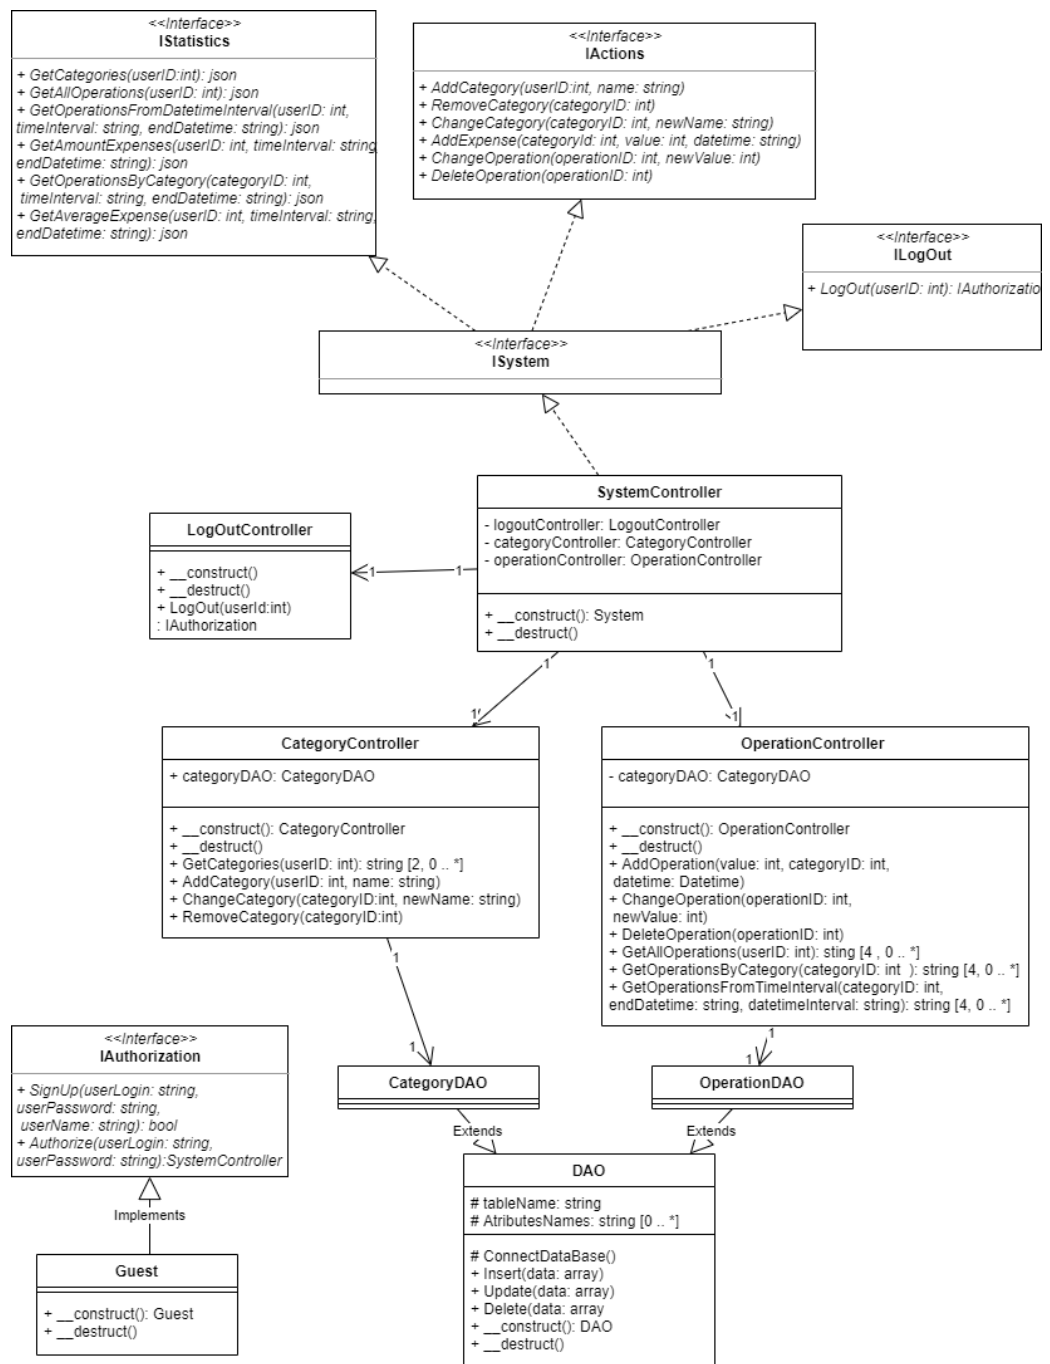 <<Interface>>
IStatistics
+ GetCategories(userID:int): json
+ GetAllOperations(userID: int): json
+ GetOperationsFromDatetimeInterval(userID: int,
timeInterval: string, endDatetime: string): json
+ GetAmountExpenses(userID: int, timeInterval: string,
endDatetime: string): json
+ GetOperationsByCategory(categoryID: int,
timeInterval: string, endDatetime: string): json
+ GetAverageExpense(userID: int, timeInterval: string,
endDatetime: string): json
<<Interface>>
IActions
+ AddCategory(userID:int, name: string)
+ RemoveCategory(categoryID: int)
+ ChangeCategory(categoryID: int, newName: string)
+ AddExpense(categoryId: int, value: int, datetime: string)
+ ChangeOperation(operationID: int, newValue: int)
+ DeleteOperation(operationID: int)
<<Interface>>
ILogOut
+ LogOut(userID: int): IAuthorizatio
<<Interface>>
ISystem
SystemController
- logoutController: LogoutController
- categoryController: CategoryController
- operationController: OperationController
+ __construct(): System
+ __destruct()
LogOutController
+ __construct()
+ __destruct()
+ LogOut(userId:int)
: IAuthorization
1
1
1
1
1
1
CategoryController
+ categoryDAO: CategoryDAO
+ __construct(): CategoryController
+ __destruct()
+ GetCategories(userID: int): string [2, 0 .. *]
+ AddCategory(userID: int, name: string)
+ ChangeCategory(categoryID:int, newName: string)
+ RemoveCategory(categoryID:int)
OperationController
- categoryDAO: CategoryDAO
+ __construct(): OperationController
+ __destruct()
+ AddOperation(value: int, categoryID: int,
datetime: Datetime)
+ ChangeOperation(operationID: int,
newValue: int)
+ DeleteOperation(operationID: int)
+ GetAllOperations(userID: int): sting [4 , 0 .. *]
+ GetOperationsByCategory(categoryID: int ): string [4, 0 .. *]
+ GetOperationsFromTimeInterval(categoryID: int,
endDatetime: string, datetimeInterval: string): string [4, 0 .. *]
1
1
1
1
<<Interface>>
IAuthorization
+ SignUp(userLogin: string,
userPassword: string,
userName: string): bool
+ Authorize(userLogin: string,
userPassword: string):SystemController
CategoryDAO
OperationDAO
Extends
Extends
Implements
DAO
# tableName: string
# AtributesNames: string [0 .. *]
# ConnectDataBase()
+ Insert(data: array)
+ Update(data: array)
+ Delete(data: array
+ __construct(): DAO
+ __destruct()
Guest
+ __construct(): Guest
+ __destruct()